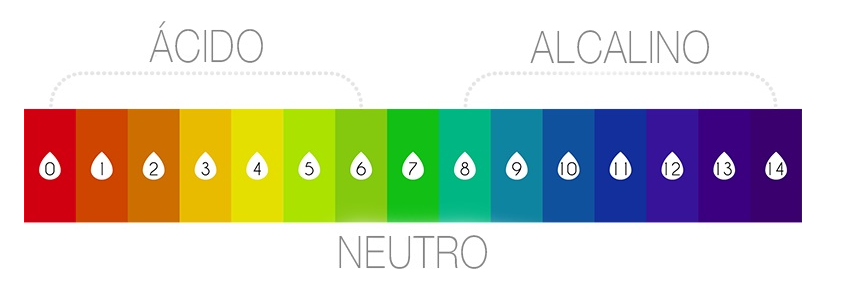 ÁCIDO ALCALINO
0 1 2 3 4 5 6 7 8 9 10 11 12 13 14
NEUTRO